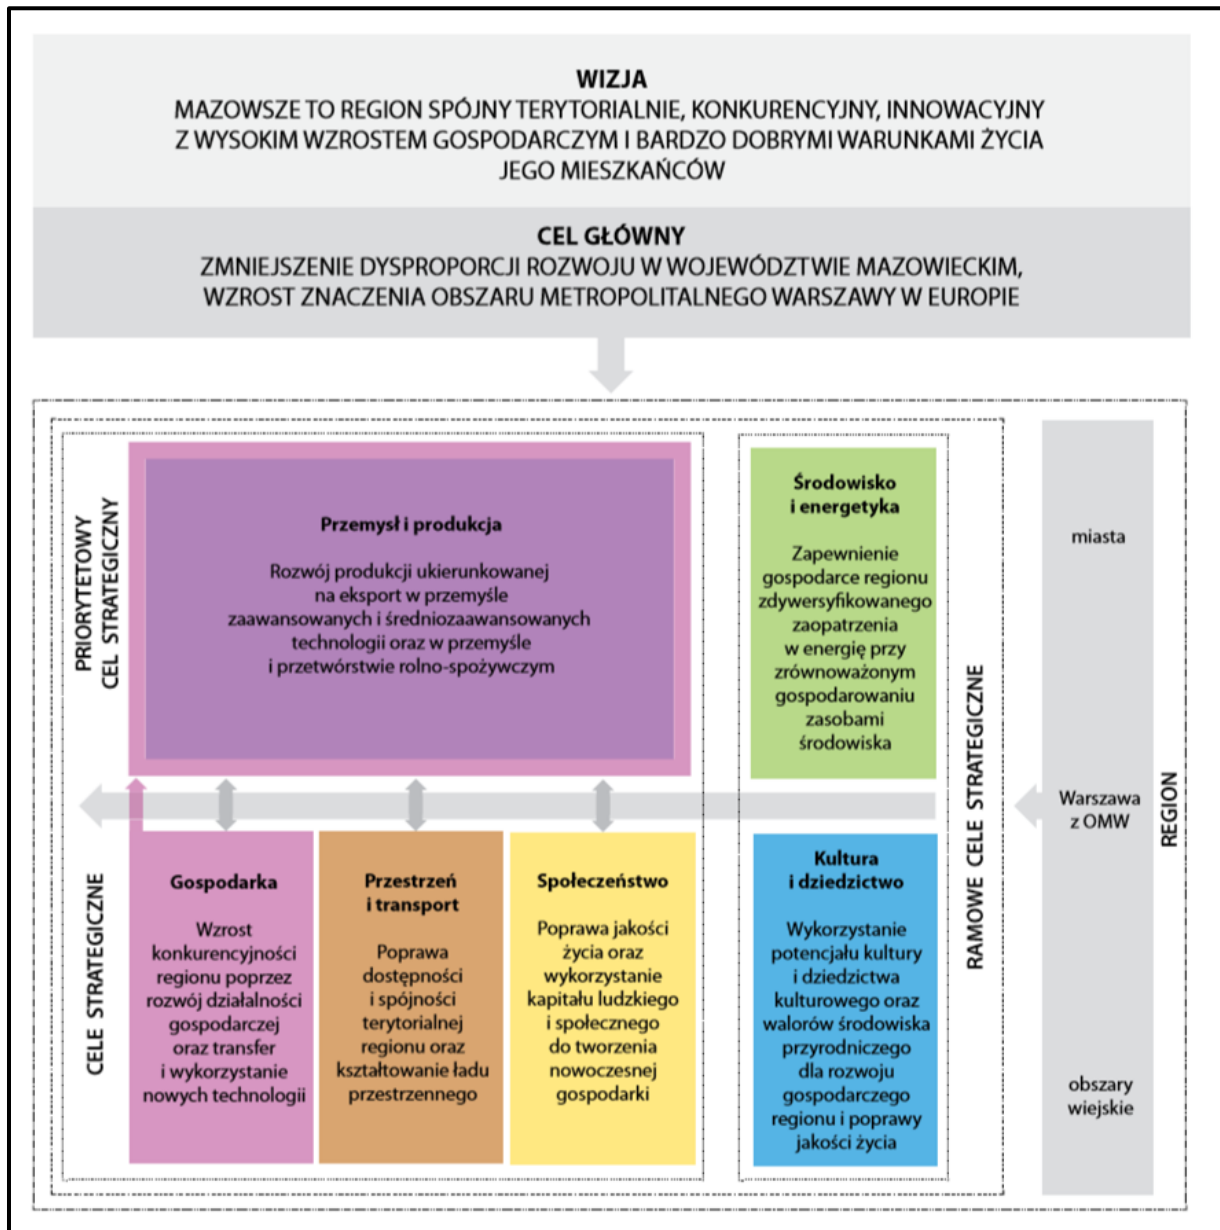 WIZJA
MAZOWSZE TO REGION SPÓJNY TERYTORIALNIE, KONKURENCYJNY, INNOWACYJNY
Z WYSOKIM WZROSTEM GOSPODARCZYM I BARDZO DOBRYMI WARUNKAMI ŻYCIA
JEGO MIESZKAŃCÓW
CEL GŁÓWNY
ZMNIEJSZENIE DYSPROPORCJI ROZWOJU W WOJEWÓDZTWIE MAZOWIECKIM,
WZROST ZNACZENIA OBSZARU METROPOLITALNEGO WARSZAWY W EUROPIE
PRIORYTETOWY
CEL STRATEGICZNY
Przemysł i produkcja
Rozwój produkcji ukierunkowanej
na eksport w przemyśle
zaawansowanych i średniozaawansowanych
technologii oraz w przemyśle
i przetwórstwie rolno-spożywczym
Środowisko
i energetyka
Zapewnienie
gospodarce regionu
zdywersyfikowanego
zaopatrzenia
w energię przy
zrównoważonym
gospodarowaniu
zasobami
środowiska
CELE STRATEGICZNE
Gospodarka
Wzrost
konkurencyjności
regionu poprzez
rozwój działalności
gospodarczej
oraz transfer
i wykorzystanie
nowych technologii
Przestrzeń
i transport
Poprawa
dostępności
i spójności
terytorialnej
regionu oraz
kształtowanie ładu
przestrzennego
Społeczeństwo
Poprawa jakości
życia oraz
wykorzystanie
kapitału ludzkiego
i społecznego
do tworzenia
nowoczesnej
gospodarki
Kultura
i dziedzictwo
Wykorzystanie
potencjału kultury
i dziedzictwa
kulturowego oraz
walorów środowiska
przyrodniczego
dla rozwoju
gospodarczego
regionu i poprawy
jakości życia
RAMOWE CELE STRATEGICZNE
miasta
Warszawa
z OMW
obszary
wiejskie
REGION